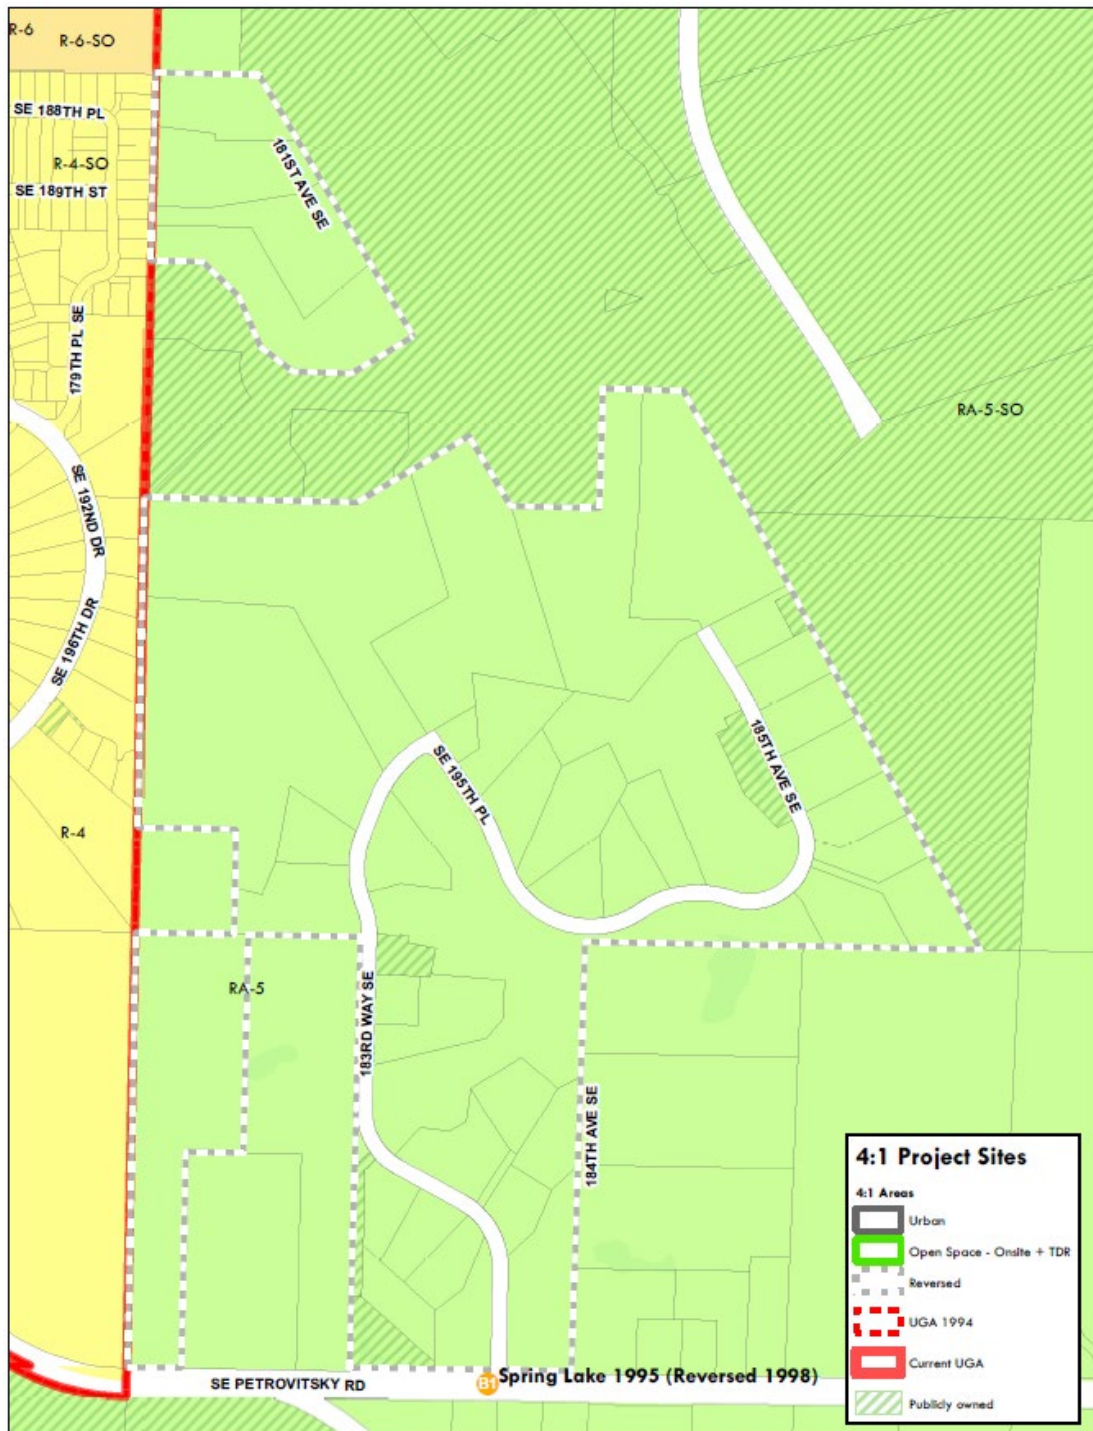 R-6
R-6-SO
SE 188TH PL
R-4-SO
SE 189TH ST
181ST AVE SE
179TH PL SE
RA-5-SO
SE 192ND DR
SE 196TH DR
185TH AVE SE
SE 195TH PL
R-4
RA-5
183RD WAY SE
184TH AVE SE
SE PETROVITSKY RD
B1
Spring Lake 1995 (Reversed 1998)
4:1 Project Sites
4:1 Areas
Urban
Open Space - Onsite + TDR
Reversed
UGA 1994
Current UGA
Publicly owned